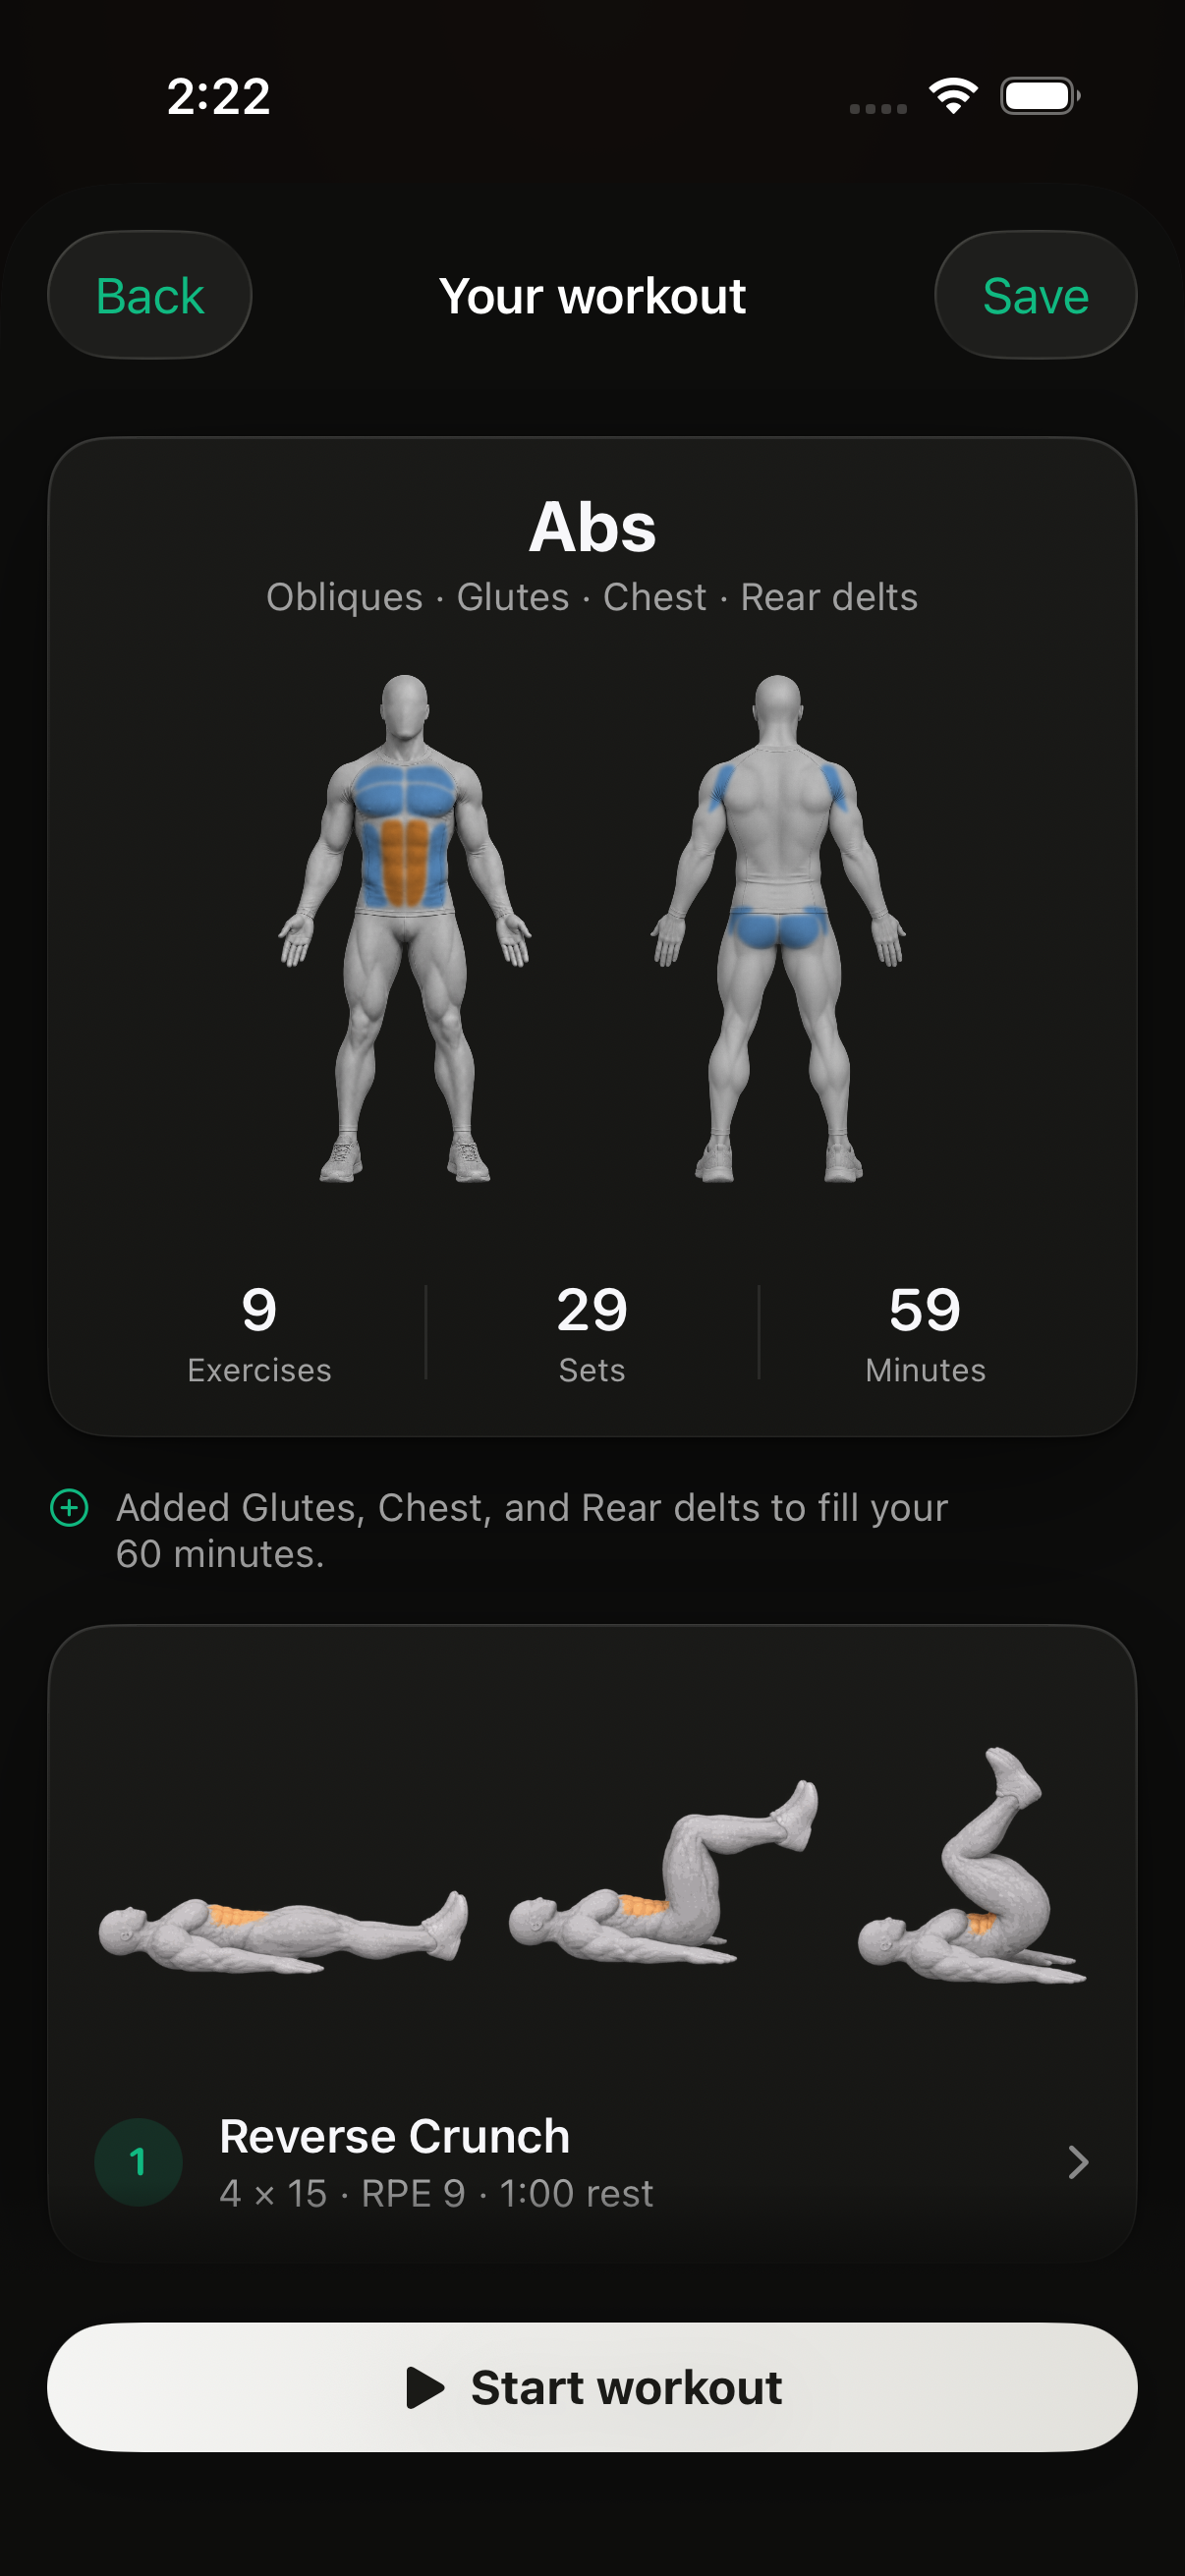 2:22
Back
Your workout
Save
Abs
Obliques · Glutes · Chest · Rear delts
9
29
59
Exercises
Sets
Minutes
Added Glutes, Chest, and Rear delts to fill your
60 minutes.
1
Reverse Crunch
4 × 15 · RPE 9 · 1:00 rest
Start workout